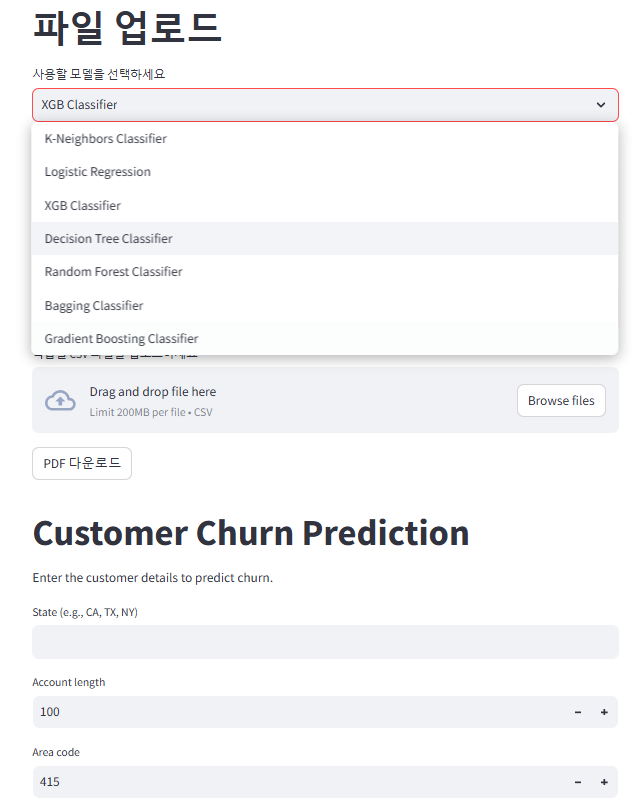 파일 업로드
사용할 모델을 선택하세요
XGB Classifier
K-Neighbors Classifier
Logistic Regression
XGB Classifier
Decision Tree Classifier
Random Forest Classifier
Bagging Classifier
Gradient Boosting Classifier
Drag and drop file here
Limit 200MB per file • CSV
Browse files
PDF 다운로드
Customer Churn Prediction
Enter the customer details to predict churn.
State (e.g., CA, TX, NY)
Account length
100
Area code
415